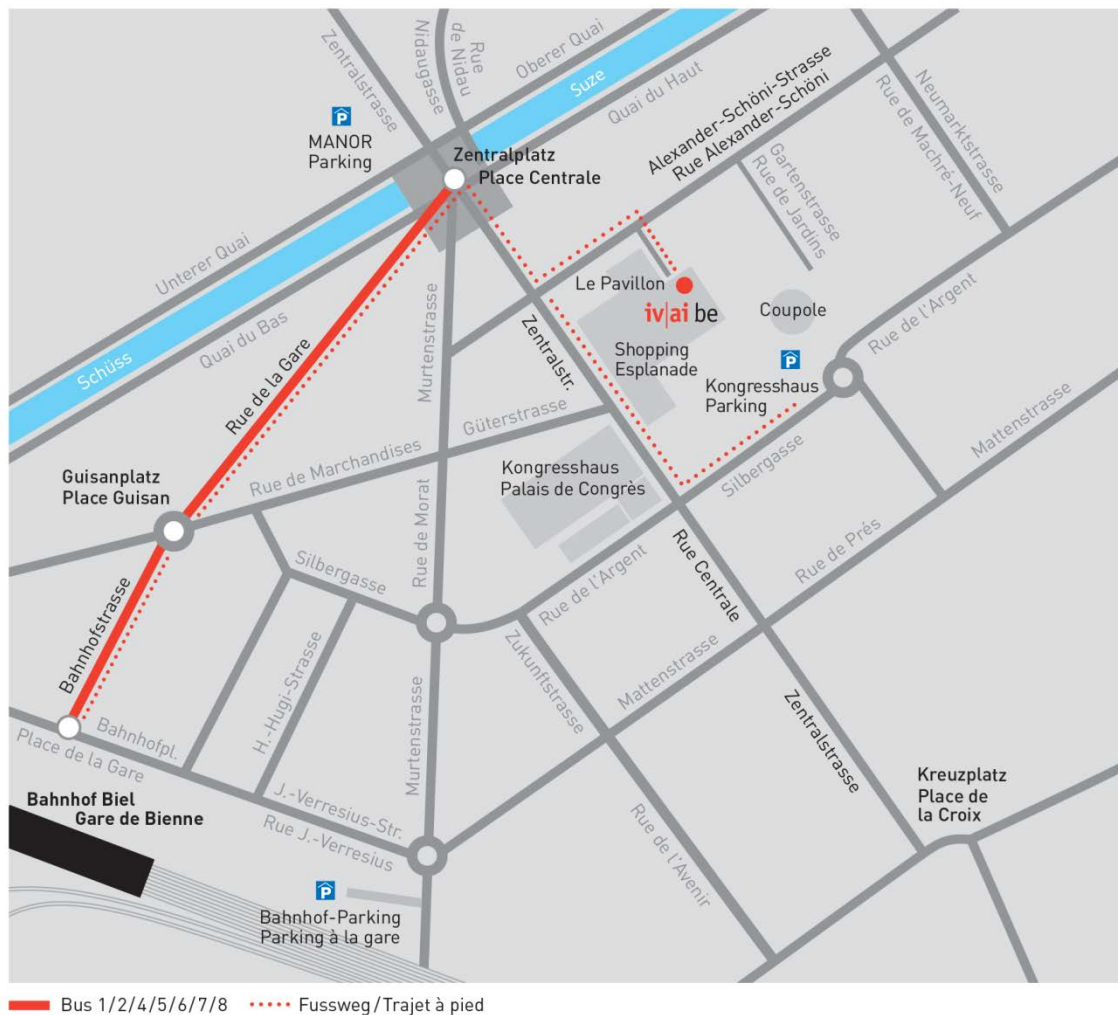 Zentralstrasse
Nidaugasse
Rue
de Nidau
Oberer Quai
Suze
Quai du Haut
P
MANOR
Parking
Zentralplatz
Place Centrale
Alexander-Schöni-Strasse
Rue Alexander-Schöni
Neumarktstrasse
Rue de Machré-Neuf
Gartenstrasse
Rue de Jardins
Unterer Quai
Schüss
Quai du Bas
Rue de la Gare
Murtenstrasse
Le Pavillon
iv|ai be
Coupole
Zentralstr.
Shopping
Esplanade
P
Kongresshaus
Parking
Rue de l'Argent
Güterstrasse
Rue de Marchandises
Guisanplatz
Place Guisan
Kongresshaus
Palais de Congrès
Silbergasse
Mattenstrasse
Rue de Prés
Silbergasse
Rue de Morat
Rue de l'Argent
Rue Centrale
Bahnhofstrasse
H.-Hugi-Strasse
Zukunftstrasse
Mattenstrasse
Bahnhofpl.
Place de la Gare
Murtenstrasse
Zentralstrasse
Bahnhof Biel
Gare de Bienne
J.-Verresius-Str.
Rue J.-Verresius
Rue de l'Avenir
Kreuzplatz
Place de
la Croix
P
Bahnhof-Parking
Parking à la gare
Bus 1/2/4/5/6/7/8
Fussweg/Trajet à pied